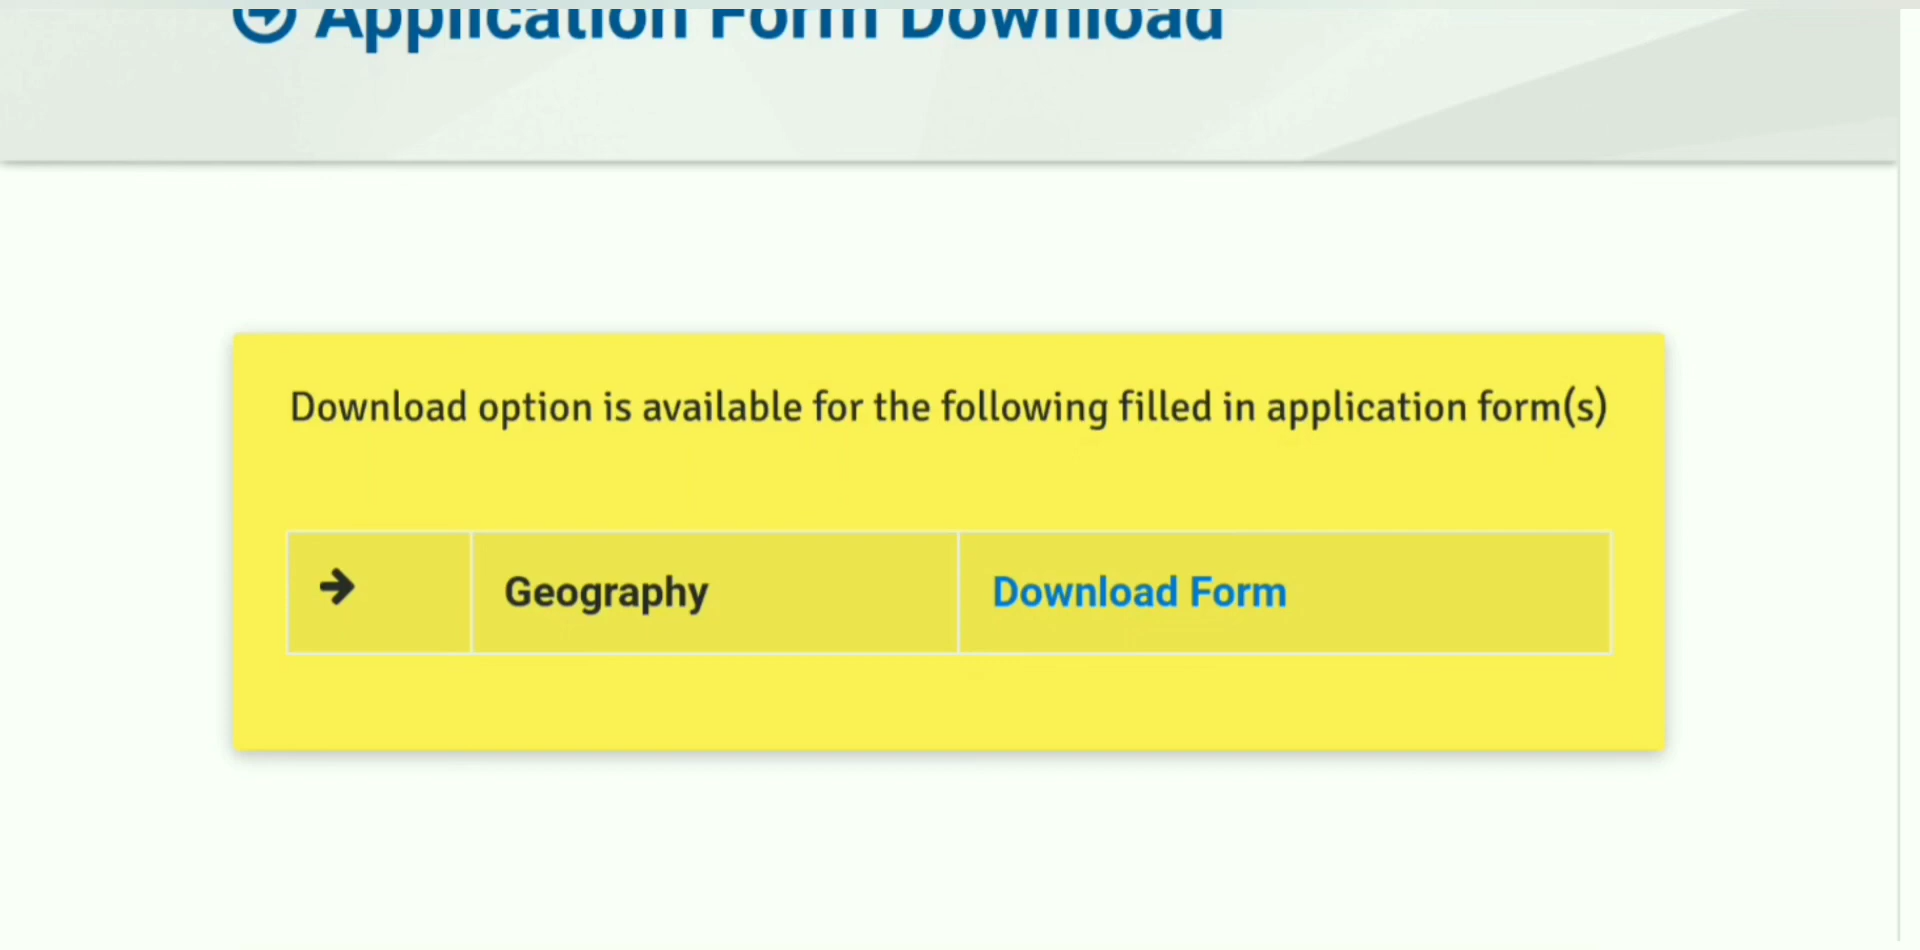 Application Form Download
Download option is available for the following filled in application form(s)
Geography Download Form